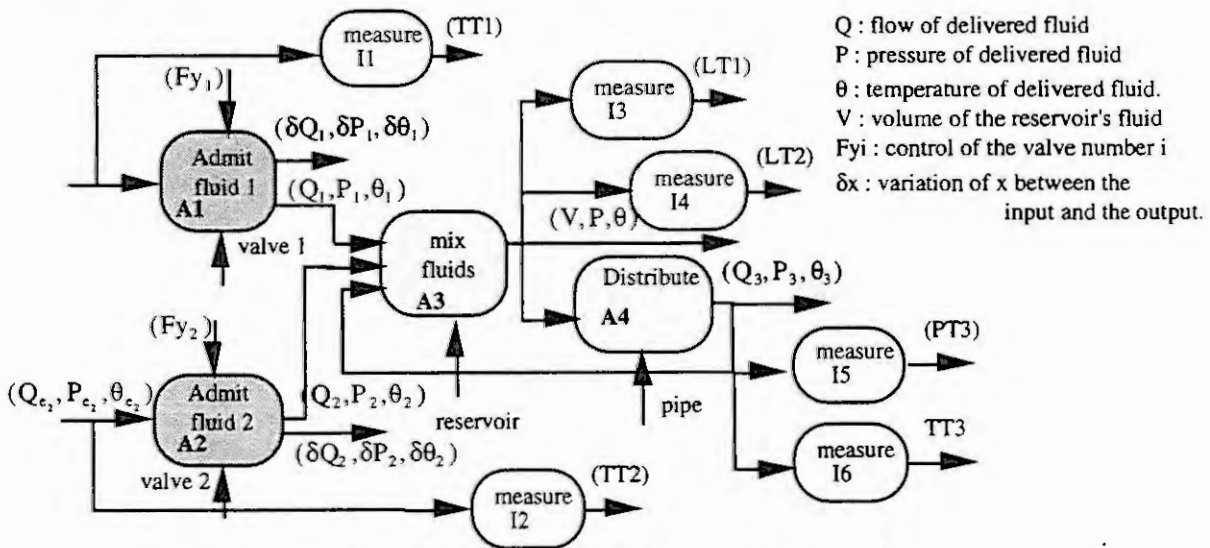 measure
I1
(TT1)
(Fy₁)
(δQ₁,δP₁,δθ₁)
Admit
fluid 1
A1
(Q₁,P₁,θ₁)
valve 1
measure
I3
(LT1)
measure
I4
(LT2)
(V,P,θ)
mix
fluids
A3
reservoir
Distribute
A4
(Q₃,P₃,θ₃)
pipe
measure
I5
(PT3)
measure
I6
TT3
(Fy₂)
(Qe₂,Pe₂,θe₂)
Admit
fluid 2
A2
(Q₂,P₂,θ₂)
(δQ₂,δP₂,δθ₂)
valve 2
measure
I2
(TT2)
Q : flow of delivered fluid
P : pressure of delivered fluid
θ : temperature of delivered fluid.
V : volume of the reservoir's fluid
Fyi : control of the valve number i
δx : variation of x between the
input and the output.